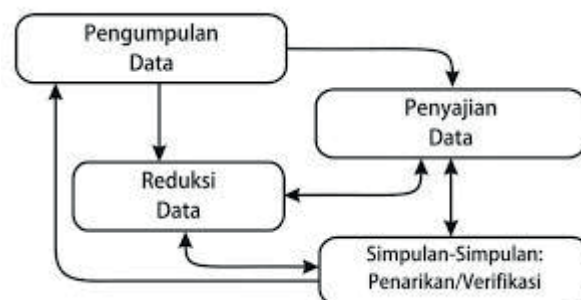 Pengumpulan
Data
Penyajian
Data
Reduksi
Data
Simpulan-Simpulan:
Penarikan/Verifikasi